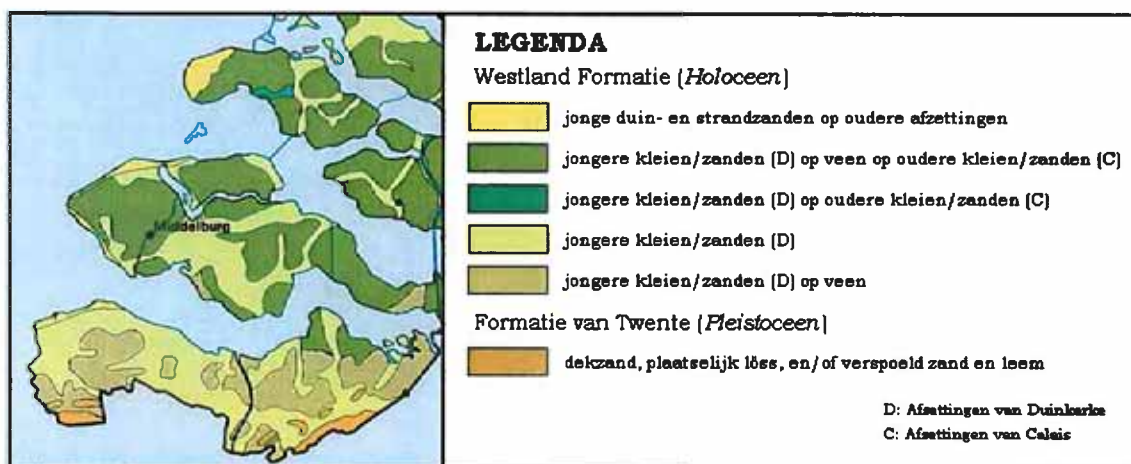 Middelburg
LEGENDA
Westland Formatie (Holoceen)
jonge duin- en strandzanden op oudere afzettingen
jongere kleien/zanden (D) op veen op oudere kleien/zanden (C)
jongere kleien/zanden (D) op oudere kleien/zanden (C)
jongere kleien/zanden (D)
jongere kleien/zanden (D) op veen
Formatie van Twente (Pleistoceen)
dekzand, plaatselijk löss, en/of verspoeld zand en leem
D: Afzettingen van Duinkerke
C: Afzettingen van Calais